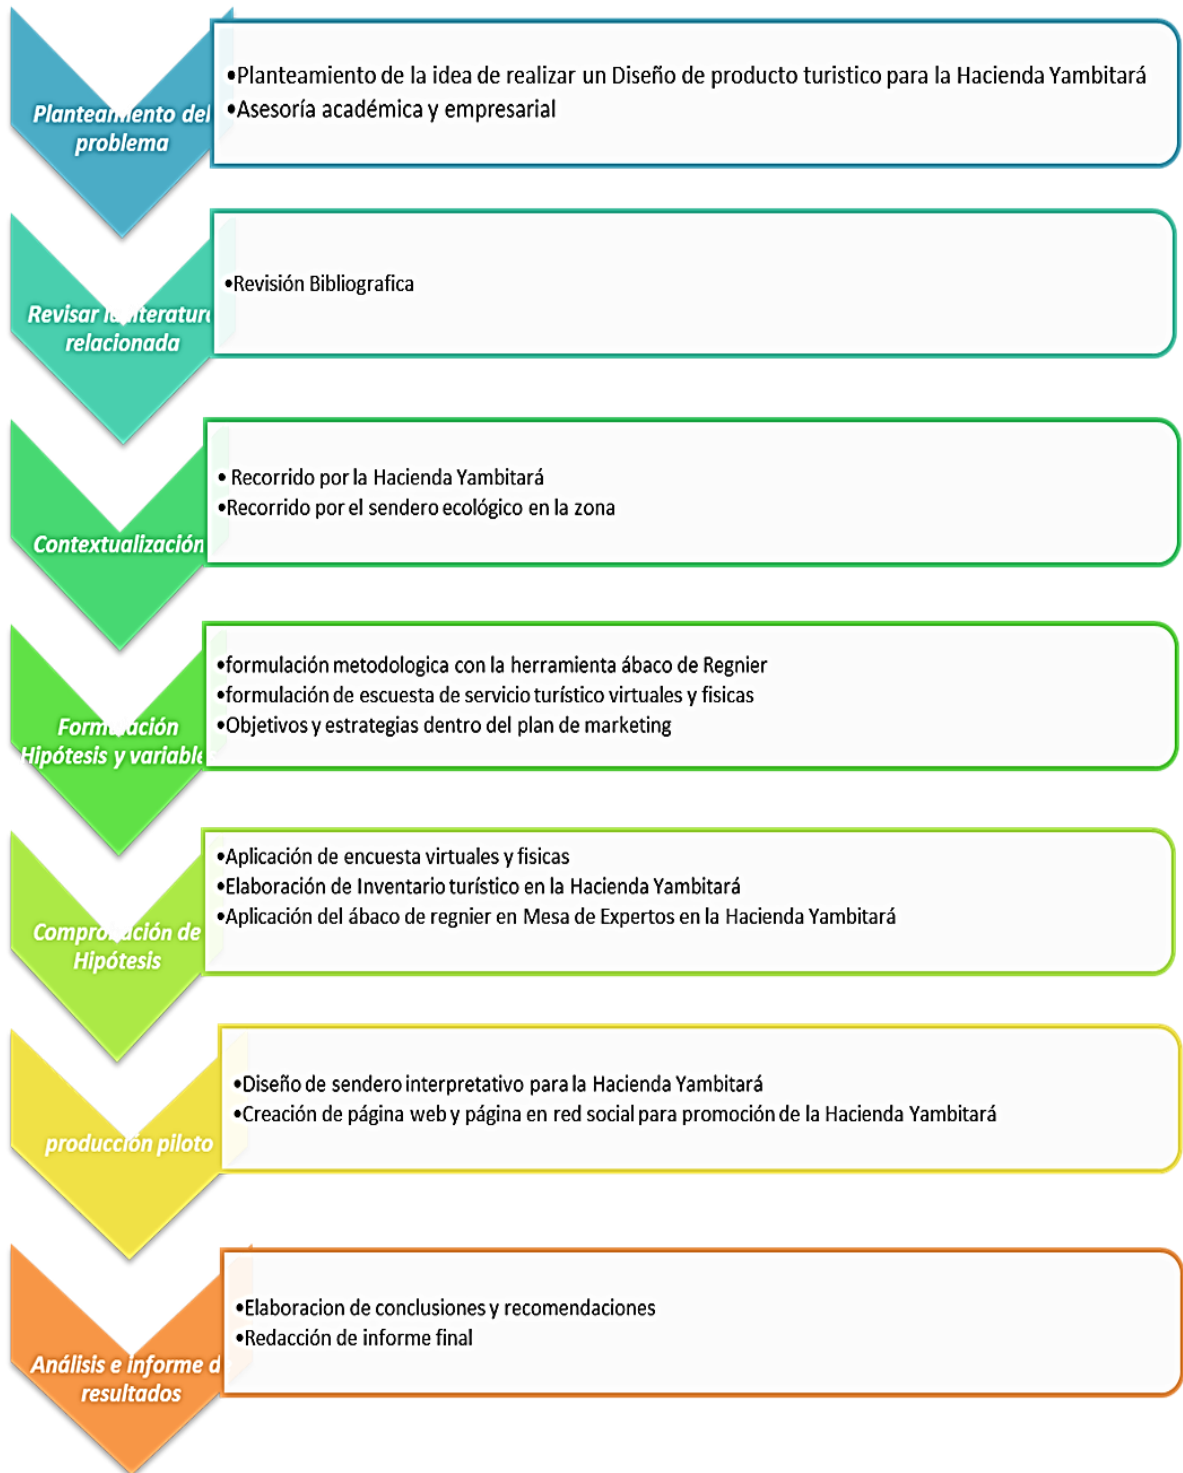 Planteamiento del
problema
•Planteamiento de la idea de realizar un Diseño de producto turistico para la Hacienda Yambitará
•Asesoría académica y empresarial
Revisar la literatura
relacionada
•Revisión Bibliografica
Contextualización
• Recorrido por la Hacienda Yambitará
•Recorrido por el sendero ecológico en la zona
Formulación
Hipótesis y variables
•formulación metodologica con la herramienta ábaco de Regnier
•formulación de escuesta de servicio turístico virtuales y fisicas
•Objetivos y estrategias dentro del plan de marketing
Comprobación de
Hipótesis
•Aplicación de encuesta virtuales y fisicas
•Elaboración de Inventario turístico en la Hacienda Yambitará
•Aplicación del ábaco de regnier en Mesa de Expertos en la Hacienda Yambitará
producción piloto
•Diseño de sendero interpretativo para la Hacienda Yambitará
•Creación de página web y página en red social para promoción de la Hacienda Yambitará
Análisis e informe de
resultados
•Elaboracion de conclusiones y recomendaciones
•Redacción de informe final